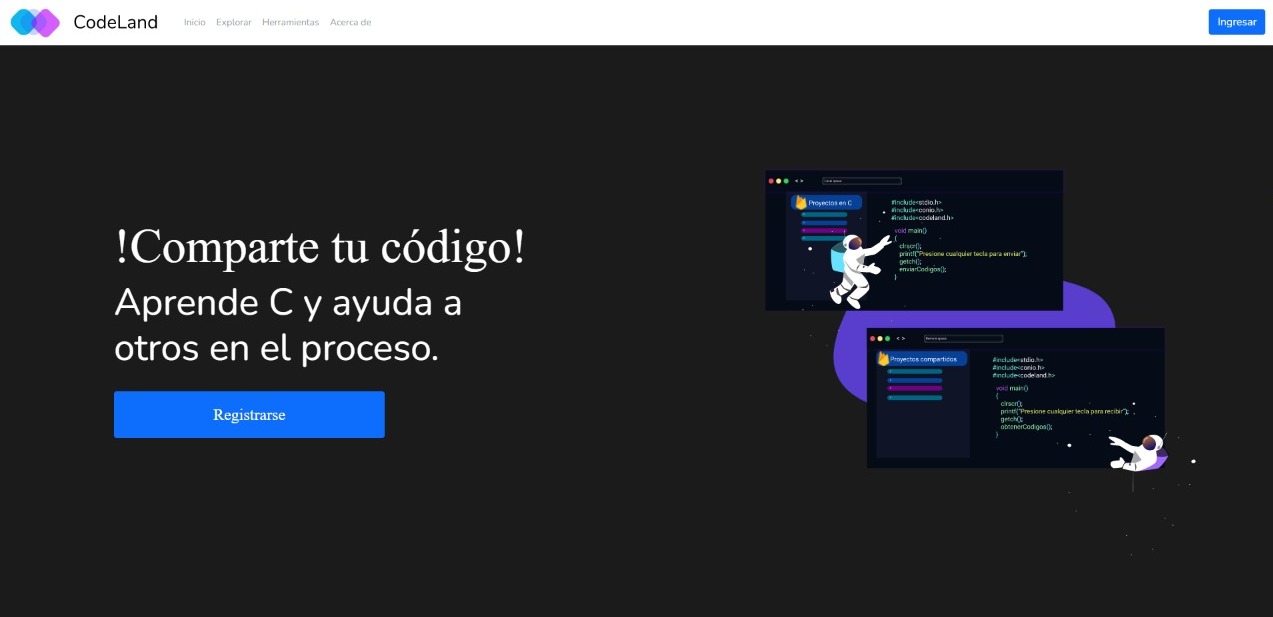 CodeLand
Inicio Explorar Herramientas Acerca de
Ingresar
!Comparte tu código!
Aprende C y ayuda a
otros en el proceso.
Registrarse
< >
Proyectos en C
#include<stdio.h>
#include<conio.h>
#include<codeland.h>
void main()
{
clrscr();
printf("Presione cualquier tecla para enviar");
getch();
enviarCodigos();
}
< >
Proyectos compartidos
#include<stdio.h>
#include<conio.h>
#include<codeland.h>
void main()
{
clrscr();
printf("Presione cualquier tecla para recibir");
getch();
obtenerCodigos();
}